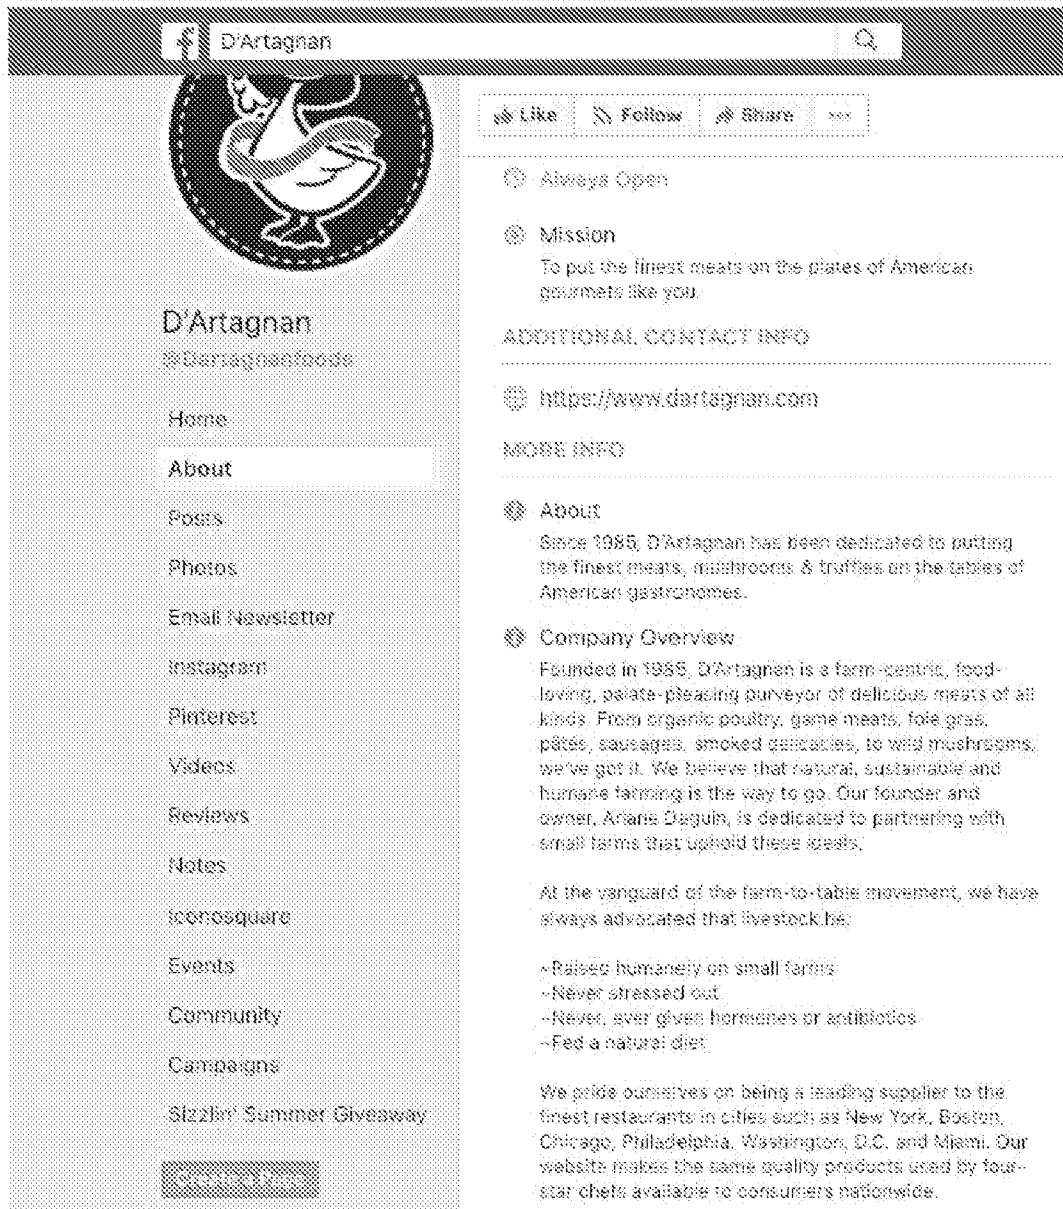 D'Artagnan
Like Follow Share
Always Open
Mission
To put the finest meats on the plates of American
gourmets like you.
ADDITIONAL CONTACT INFO
https://www.dartagnan.com
MORE INFO
About
Since 1985, D'Artagnan has been dedicated to putting
the finest meats, mushrooms & truffles on the tables of
American gastronomes.
Company Overview
Founded in 1985, D'Artagnan is a farm-centric, food-
loving, palate-pleasing purveyor of delicious meats of all
kinds. From organic poultry, game meats, foie gras,
pâtés, sausages, smoked delicacies, to wild mushrooms,
we've got it. We believe that natural, sustainable and
humane farming is the way to go. Our founder and
owner, Ariane Daguin, is dedicated to partnering with
small farms that uphold these ideals.
At the vanguard of the farm-to-table movement, we have
always advocated that livestock be:
~Raised humanely on small farms
~Never stressed out
~Never, ever given hormones or antibiotics
~Fed a natural diet
We pride ourselves on being a leading supplier to the
finest restaurants in cities such as New York, Boston,
Chicago, Philadelphia, Washington, D.C. and Miami. Our
website makes the same quality products used by four-
star chefs available to consumers nationwide.
D'Artagnan
@Dartagnanfoods
Home
About
Posts
Photos
Email Newsletter
Instagram
Pinterest
Videos
Reviews
Notes
Iconosquare
Events
Community
Campaigns
Sizzlin' Summer Giveaway
Create a Page